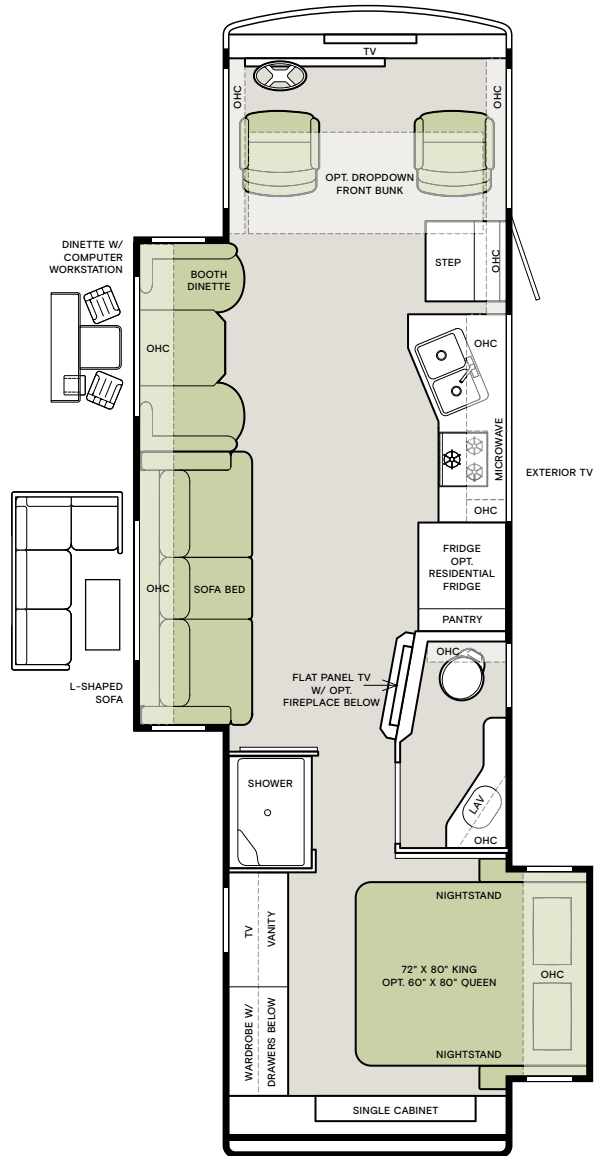 TV
OHC
OHC
OPT. DROPDOWN
FRONT BUNK
DINETTE W/
COMPUTER
WORKSTATION
BOOTH
DINETTE
STEP
OHC
OHC
OHC
MICROWAVE
EXTERIOR TV
OHC
FRIDGE
OPT.
RESIDENTIAL
FRIDGE
OHC
SOFA BED
PANTRY
OHC
L-SHAPED
SOFA
FLAT PANEL TV
W/ OPT.
FIREPLACE BELOW
SHOWER
LAV
OHC
NIGHTSTAND
TV
VANITY
72" X 80" KING
OPT. 60" X 80" QUEEN
OHC
WARDROBE W/
DRAWERS BELOW
NIGHTSTAND
SINGLE CABINET